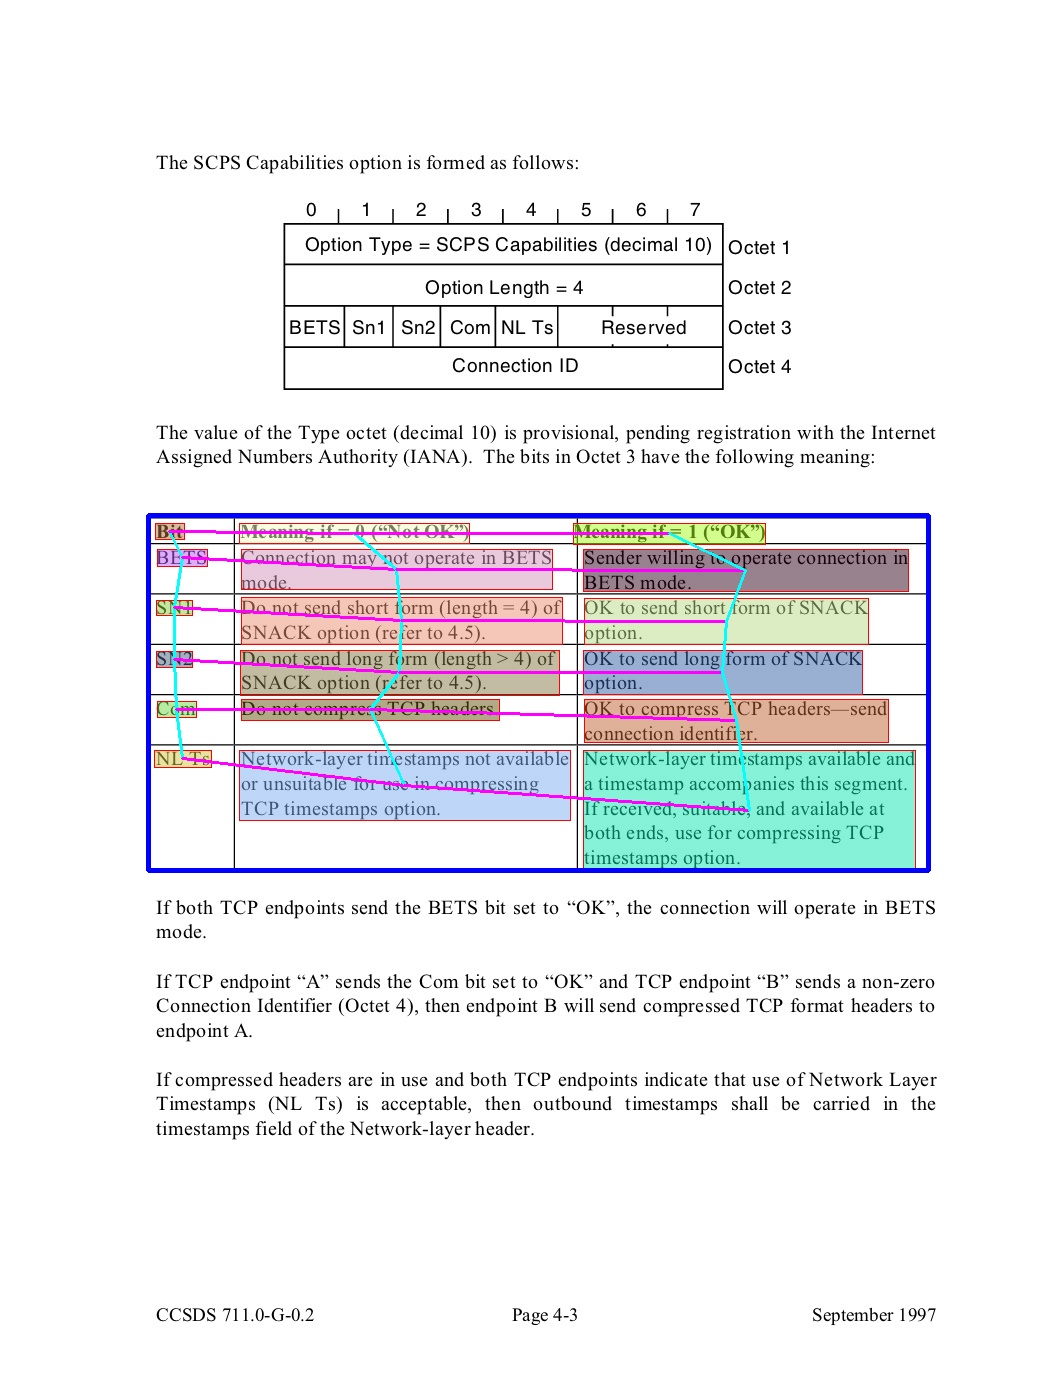 The SCPS Capabilities option is formed as follows:
0 1 2 3 4 5 6 7
Option Type = SCPS Capabilities (decimal 10) Octet 1
Option Length = 4 Octet 2
BETS Sn1 Sn2 Com NL Ts Reserved Octet 3
Connection ID Octet 4
The value of the Type octet (decimal 10) is provisional, pending registration with the Internet
Assigned Numbers Authority (IANA). The bits in Octet 3 have the following meaning:
Bit Meaning if = 0 (“Not OK”) Meaning if = 1 (“OK”)
BETS Connection may not operate in BETS Sender willing to operate connection in
mode. BETS mode.
SN1 Do not send short form (length = 4) of OK to send short form of SNACK
SNACK option (refer to 4.5). option.
SN2 Do not send long form (length > 4) of OK to send long form of SNACK
SNACK option (refer to 4.5). option.
Com Do not compress TCP headers. OK to compress TCP headers—send
connection identifier.
NL Ts Network-layer timestamps not available Network-layer timestamps available and
or unsuitable for use in compressing a timestamp accompanies this segment.
TCP timestamps option. If received, suitable, and available at
both ends, use for compressing TCP
timestamps option.
If both TCP endpoints send the BETS bit set to “OK”, the connection will operate in BETS
mode.
If TCP endpoint “A” sends the Com bit set to “OK” and TCP endpoint “B” sends a non-zero
Connection Identifier (Octet 4), then endpoint B will send compressed TCP format headers to
endpoint A.
If compressed headers are in use and both TCP endpoints indicate that use of Network Layer
Timestamps (NL Ts) is acceptable, then outbound timestamps shall be carried in the
timestamps field of the Network-layer header.
CCSDS 711.0-G-0.2 Page 4-3 September 1997